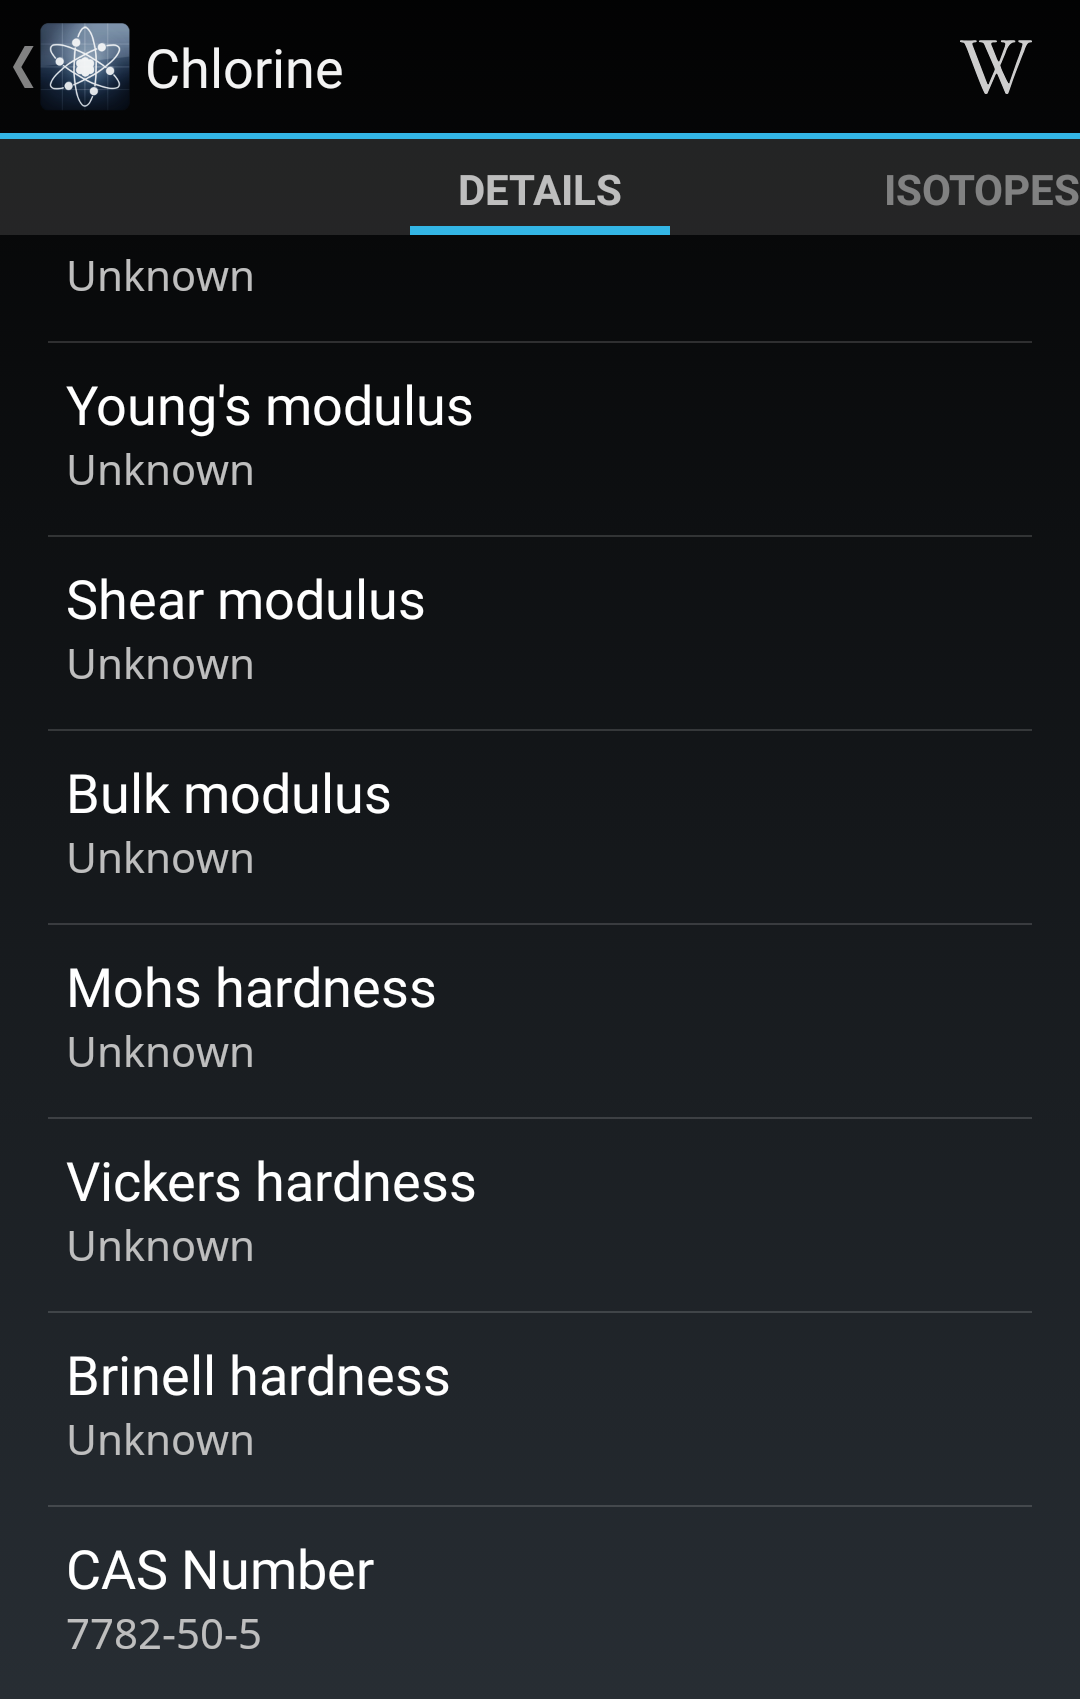 Chlorine
W
DETAILS
ISOTOPES
Unknown
Young's modulus
Unknown
Shear modulus
Unknown
Bulk modulus
Unknown
Mohs hardness
Unknown
Vickers hardness
Unknown
Brinell hardness
Unknown
CAS Number
7782-50-5